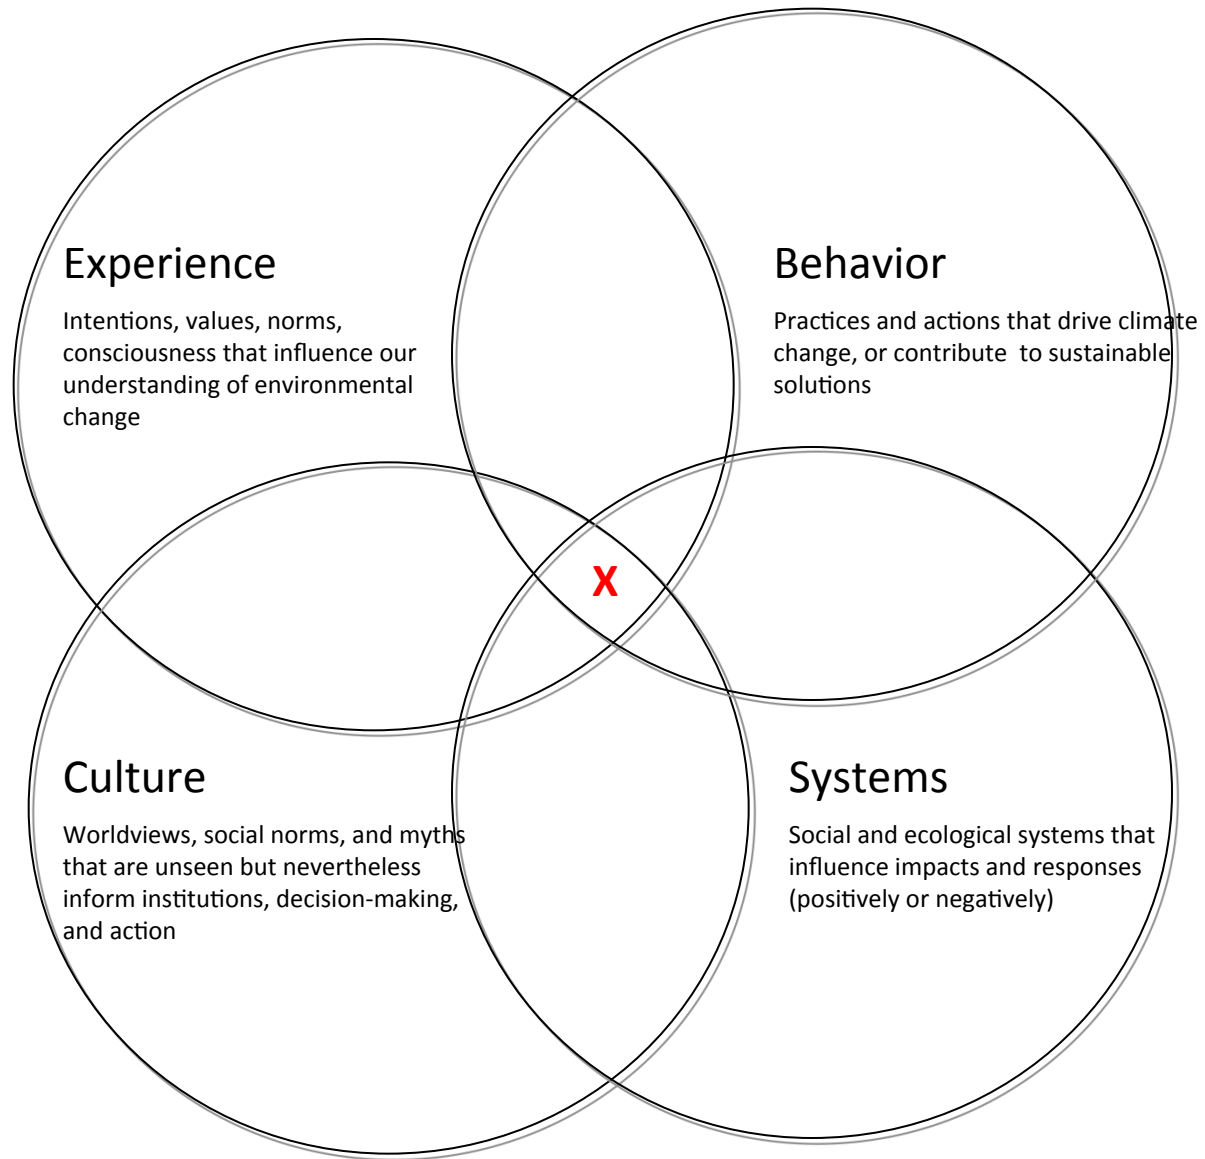 Experience
Intentions, values, norms,
consciousness that influence our
understanding of environmental
change
Behavior
Practices and actions that drive climate
change, or contribute  to sustainable
solutions
X
Culture
Worldviews, social norms, and myths
that are unseen but nevertheless
inform institutions, decision-making,
and action
Systems
Social and ecological systems that
influence impacts and responses
(positively or negatively)